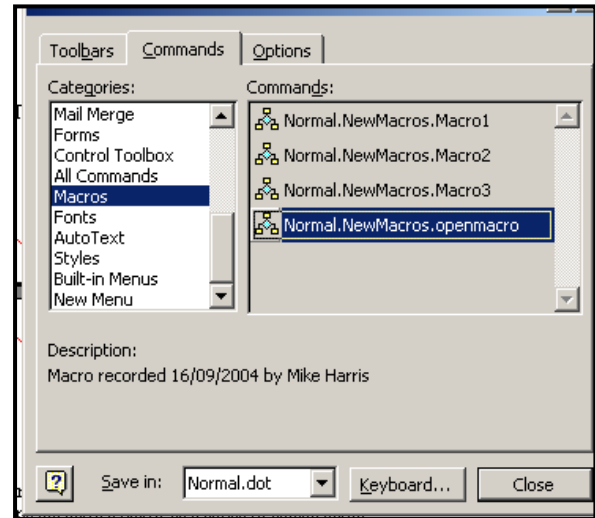 Toolbars Commands Options
Categories: Commands:
Mail Merge
Forms
Control Toolbox
All Commands
Macros
Fonts
AutoText
Styles
Built-in Menus
New Menu
Normal.NewMacros.Macro1
Normal.NewMacros.Macro2
Normal.NewMacros.Macro3
Normal.NewMacros.openmacro
Description:
Macro recorded 16/09/2004 by Mike Harris
? Save in: Normal.dot Keyboard... Close